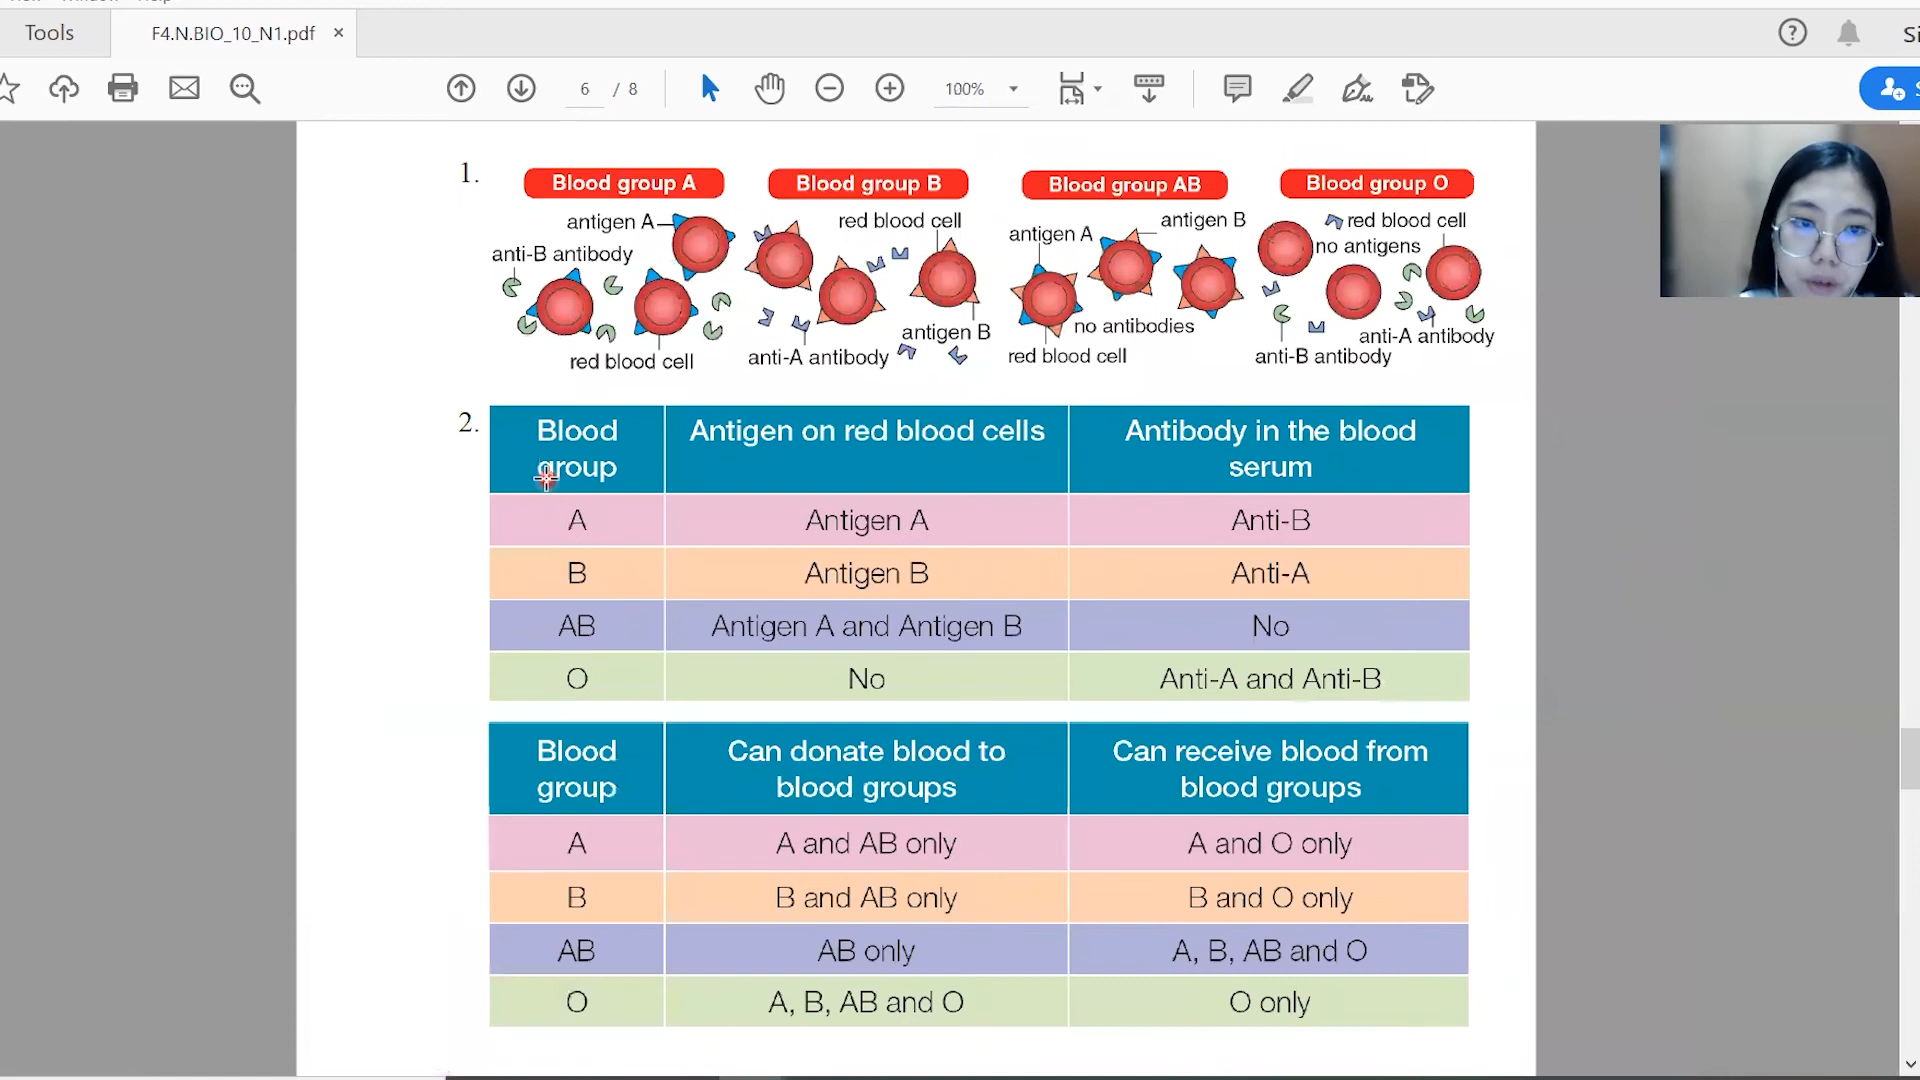 Tools
F4.N.BIO_10_N1.pdf ×
6 / 8
100%
1.
Blood group A
Blood group B
Blood group AB
Blood group O
antigen A
anti-B antibody
red blood cell
red blood cell
anti-A antibody
antigen B
antigen A
antigen B
no antibodies
red blood cell
red blood cell
no antigens
anti-A antibody
anti-B antibody
2.
Blood group Antigen on red blood cells Antibody in the blood serum
A Antigen A Anti-B
B Antigen B Anti-A
AB Antigen A and Antigen B No
O No Anti-A and Anti-B
Blood group Can donate blood to blood groups Can receive blood from blood groups
A A and AB only A and O only
B B and AB only B and O only
AB AB only A, B, AB and O
O A, B, AB and O O only